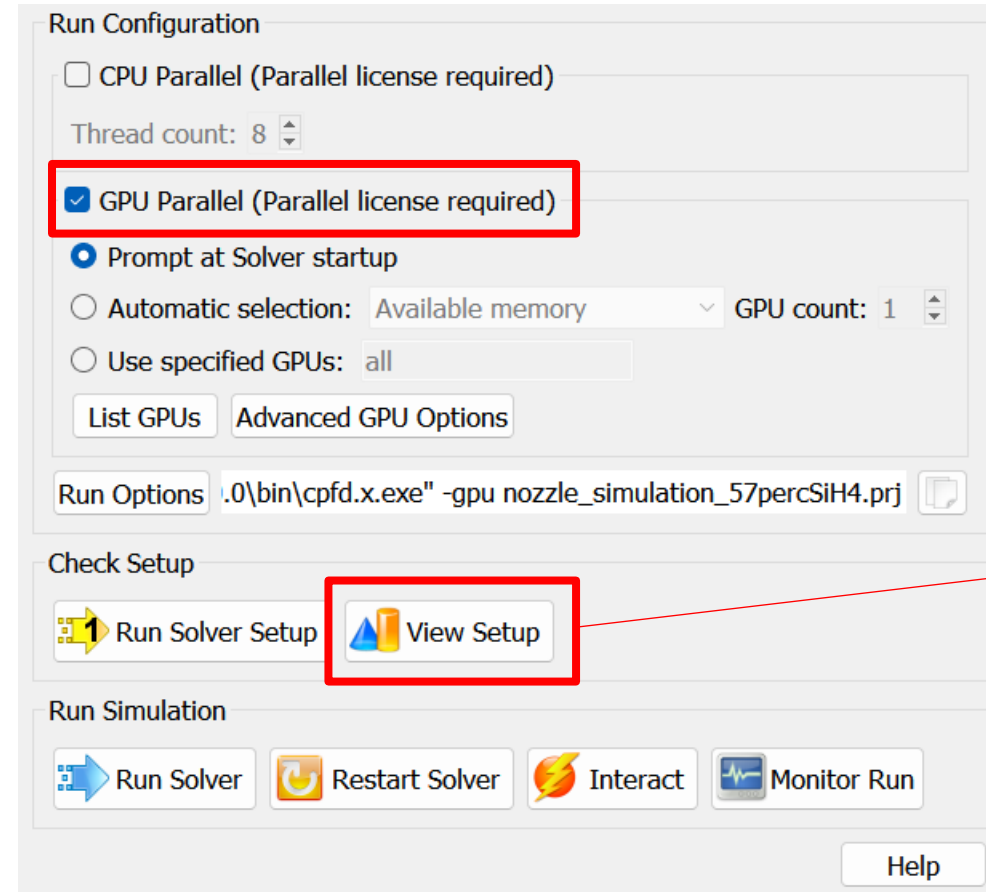 Run Configuration
CPU Parallel (Parallel license required)
Thread count: 8
GPU Parallel (Parallel license required)
Prompt at Solver startup
Automatic selection: Available memory GPU count: 1
Use specified GPUs: all
List GPUs Advanced GPU Options
Run Options .0\bin\cpfd.x.exe" -gpu nozzle_simulation_57percSiH4.prj
Check Setup
1 Run Solver Setup View Setup
Run Simulation
Run Solver Restart Solver Interact Monitor Run
Help